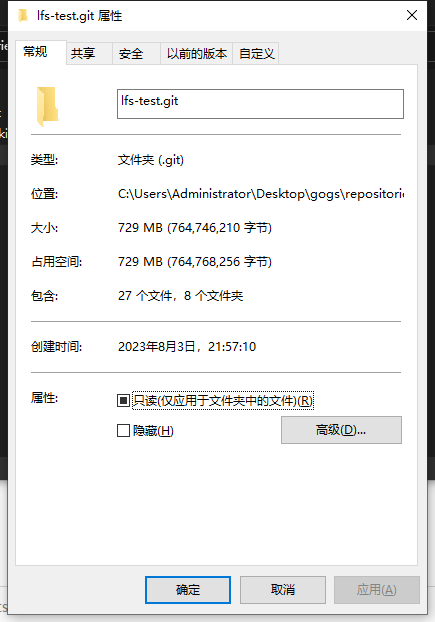 lfs-test.git 属性
常规 共享 安全 以前的版本 自定义
lfs-test.git
类型: 文件夹 (.git)
位置: C:\Users\Administrator\Desktop\gogs\repositorie
大小: 729 MB (764,746,210 字节)
占用空间: 729 MB (764,768,256 字节)
包含: 27 个文件，8 个文件夹
创建时间: 2023年8月3日，21:57:10
属性: 只读(仅应用于文件夹中的文件)(R)
隐藏(H)
高级(D)...
确定 取消 应用(A)